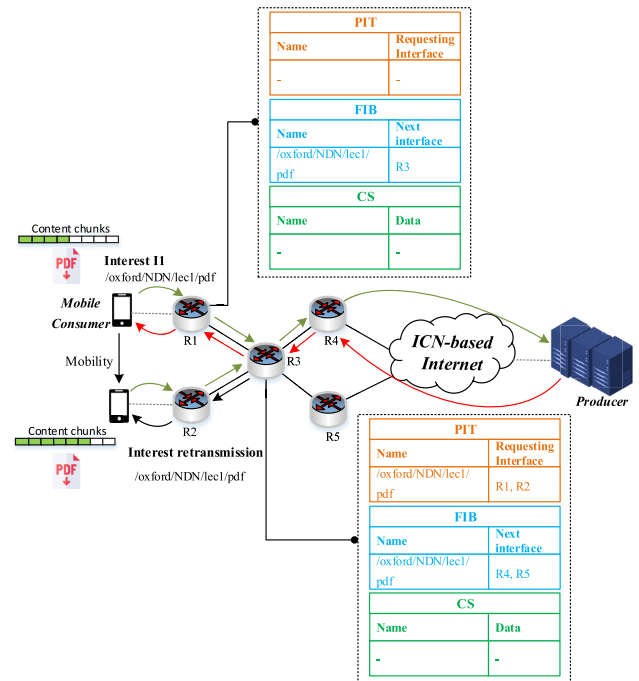 PIT
Name Requesting
Interface
- -
FIB
Name Next
interface
/oxford/NDN/lec1/
pdf R3
CS
Name Data
- -
Content chunks
PDF
Interest I1
/oxford/NDN/lec1/pdf
Mobile
Consumer
R1
R4
ICN-based
Internet
R3
Mobility
Producer
Content chunks
R2
R5
PDF
Interest retransmission
/oxford/NDN/lec1/pdf
PIT
Name Requesting
Interface
/oxford/NDN/lec1/
pdf R1, R2
FIB
Name Next
interface
/oxford/NDN/lec1/
pdf R4, R5
CS
Name Data
- -